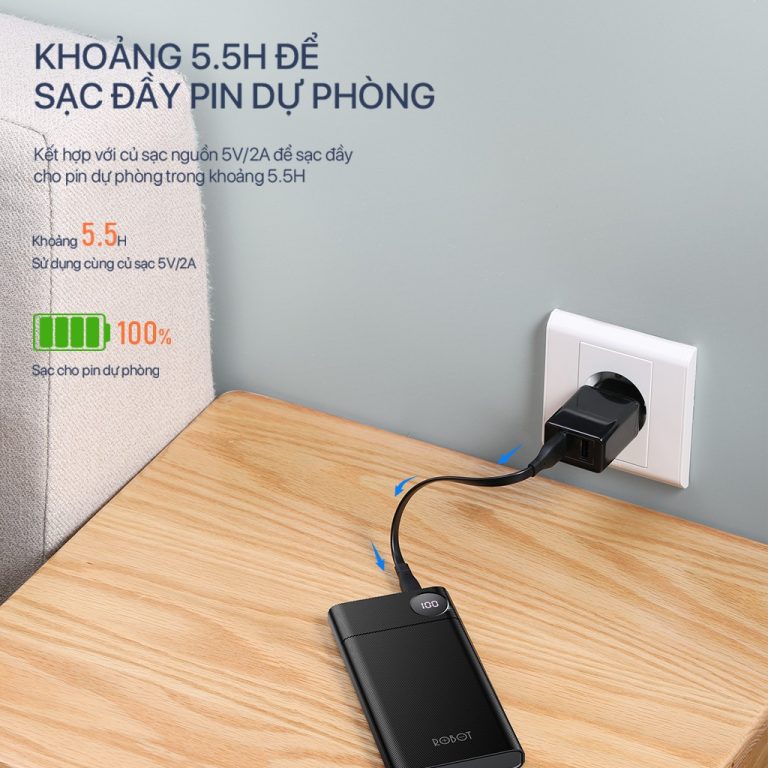 KHOẢNG 5.5H ĐỂ
SẠC ĐẦY PIN DỰ PHÒNG
Kết hợp với củ sạc nguồn 5V/2A để sạc đầy
cho pin dự phòng trong khoảng 5.5H
Khoảng 5.5H
Sử dụng cùng củ sạc 5V/2A
100%
Sạc cho pin dự phòng
100
ROBOT